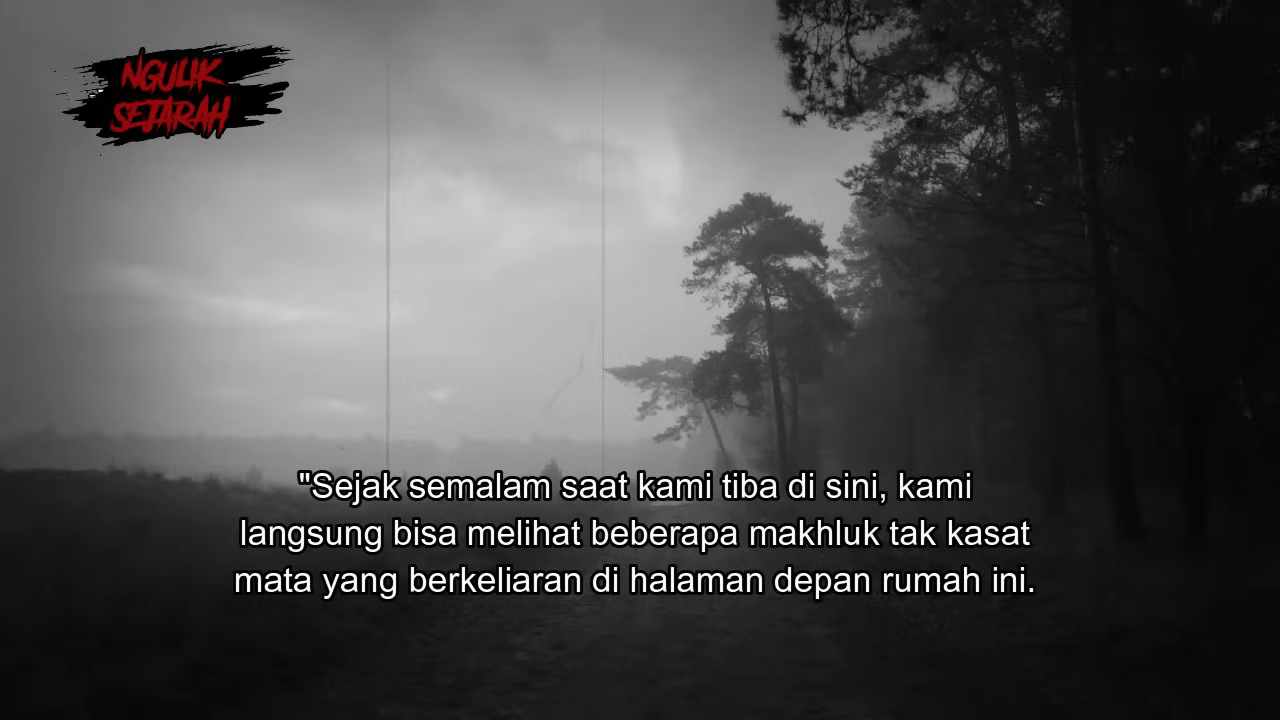 NGULIK
SEJARAH
"Sejak semalam saat kami tiba di sini, kami
langsung bisa melihat beberapa makhluk tak kasat
mata yang berkeliaran di halaman depan rumah ini.